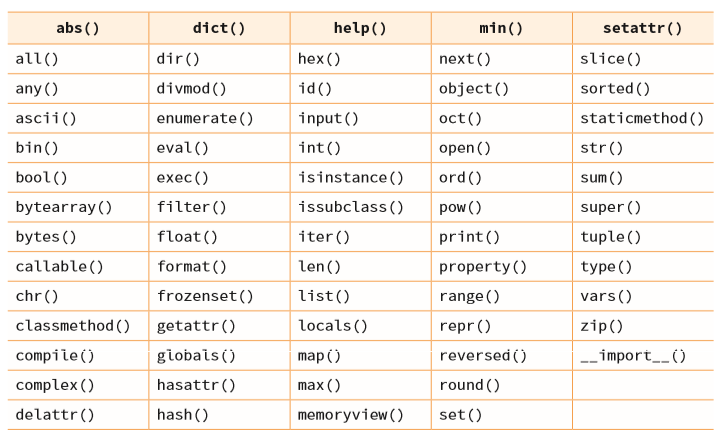 abs() dict() help() min() setattr()
all() dir() hex() next() slice()
any() divmod() id() object() sorted()
ascii() enumerate() input() oct() staticmethod()
bin() eval() int() open() str()
bool() exec() isinstance() ord() sum()
bytearray() filter() issubclass() pow() super()
bytes() float() iter() print() tuple()
callable() format() len() property() type()
chr() frozenset() list() range() vars()
classmethod() getattr() locals() repr() zip()
compile() globals() map() reversed() __import__()
complex() hasattr() max() round()
delattr() hash() memoryview() set()